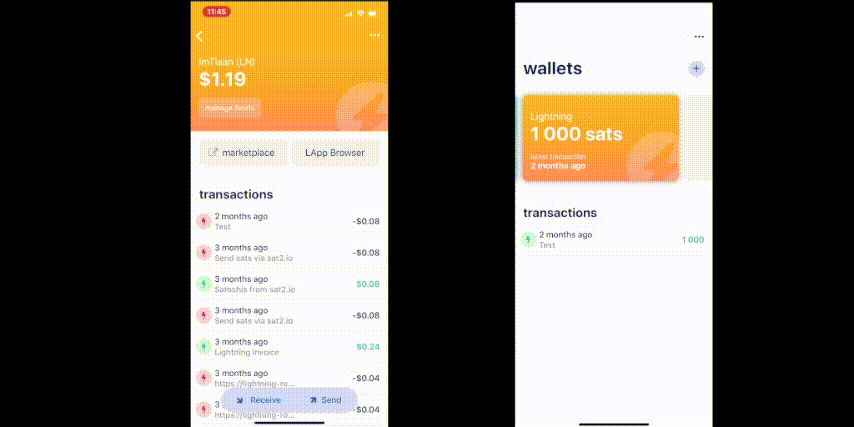 11:45
ImTiaan (LN)
$1.19
manage funds
marketplace
LApp Browser
transactions
2 months ago
-$0.08
Test
3 months ago
-$0.08
Send sats via sat2.io
3 months ago
$0.08
Satoshis from sat2.io
3 months ago
-$0.08
Send sats via sat2.io
3 months ago
$0.24
Lightning Invoice
3 months ago
-$0.04
https://lightning-ro...
3
-$0.04
https://lightning-ro...
Receive
Send
wallets
Lightning
1 000 sats
latest transaction
2 months ago
transactions
2 months ago
1 000
Test